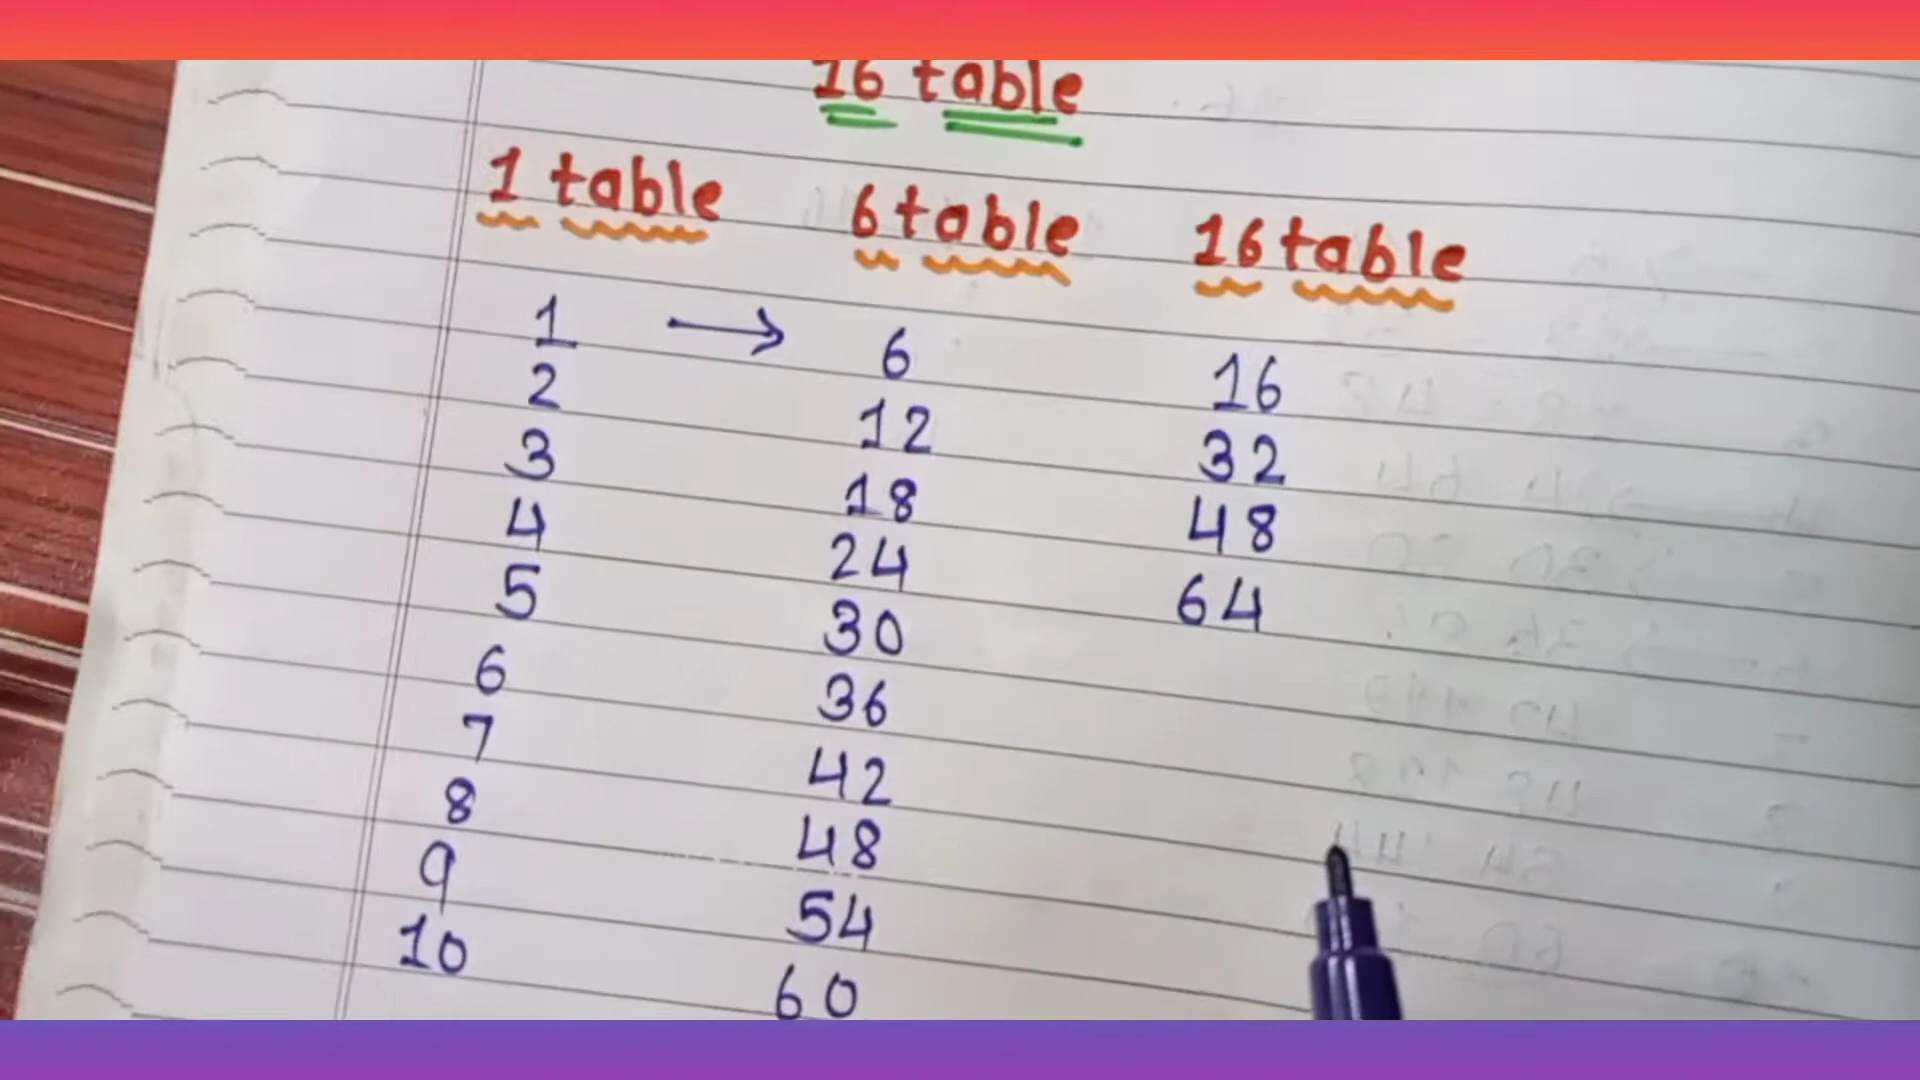 16 table
1 table 6 table 16 table
1 → 6 16
2 12 32
3 18 48
4 24 64
5 30
6 36
7 42
8 48
9 54
10 60